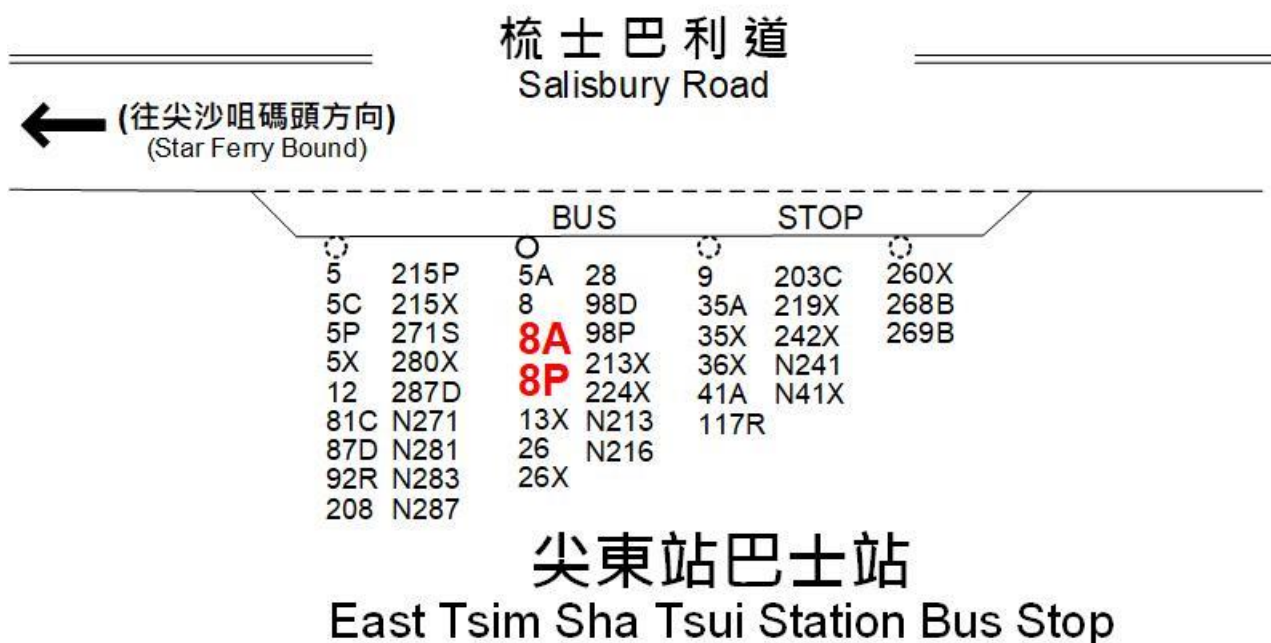 梳士巴利道
Salisbury Road
(往尖沙咀碼頭方向)
(Star Ferry Bound)
BUS STOP
5 215P
5C 215X
5P 271S
5X 280X
12 287D
81C N271
87D N281
92R N283
208 N287
5A 28
8 98D
8A 98P
8P 213X
224X
13X N213
26 N216
26X
9 203C
35A 219X
35X 242X
36X N241
41A N41X
117R
260X
268B
269B
尖東站巴士站
East Tsim Sha Tsui Station Bus Stop